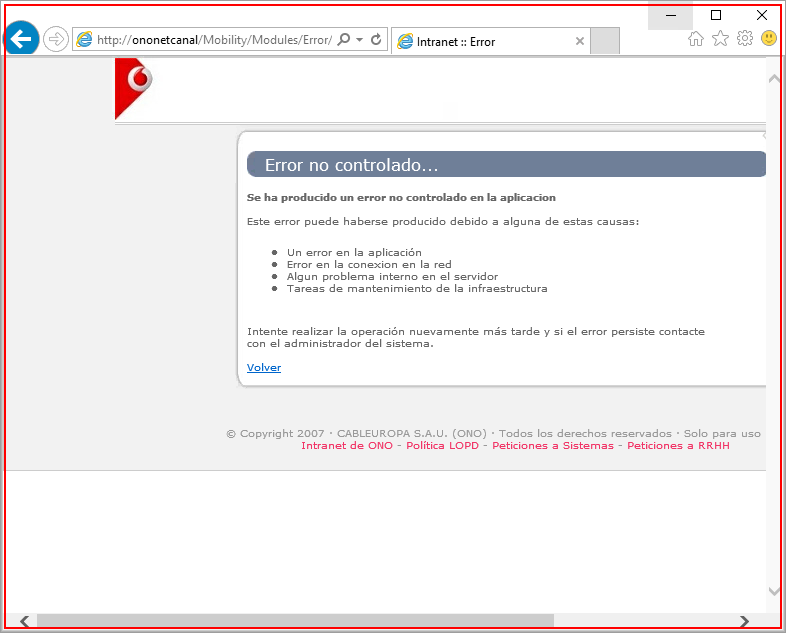 http://ononetcanal/Mobility/Modules/Error/
Intranet :: Error
Error no controlado...
Se ha producido un error no controlado en la aplicacion
Este error puede haberse producido debido a alguna de estas causas:
Un error en la aplicación
Error en la conexion en la red
Algun problema interno en el servidor
Tareas de mantenimiento de la infraestructura
Intente realizar la operación nuevamente más tarde y si el error persiste contacte
con el administrador del sistema.
Volver
© Copyright 2007 · CABLEUROPA S.A.U. (ONO) · Todos los derechos reservados · Solo para uso
Intranet de ONO - Política LOPD - Peticiones a Sistemas - Peticiones a RRHH